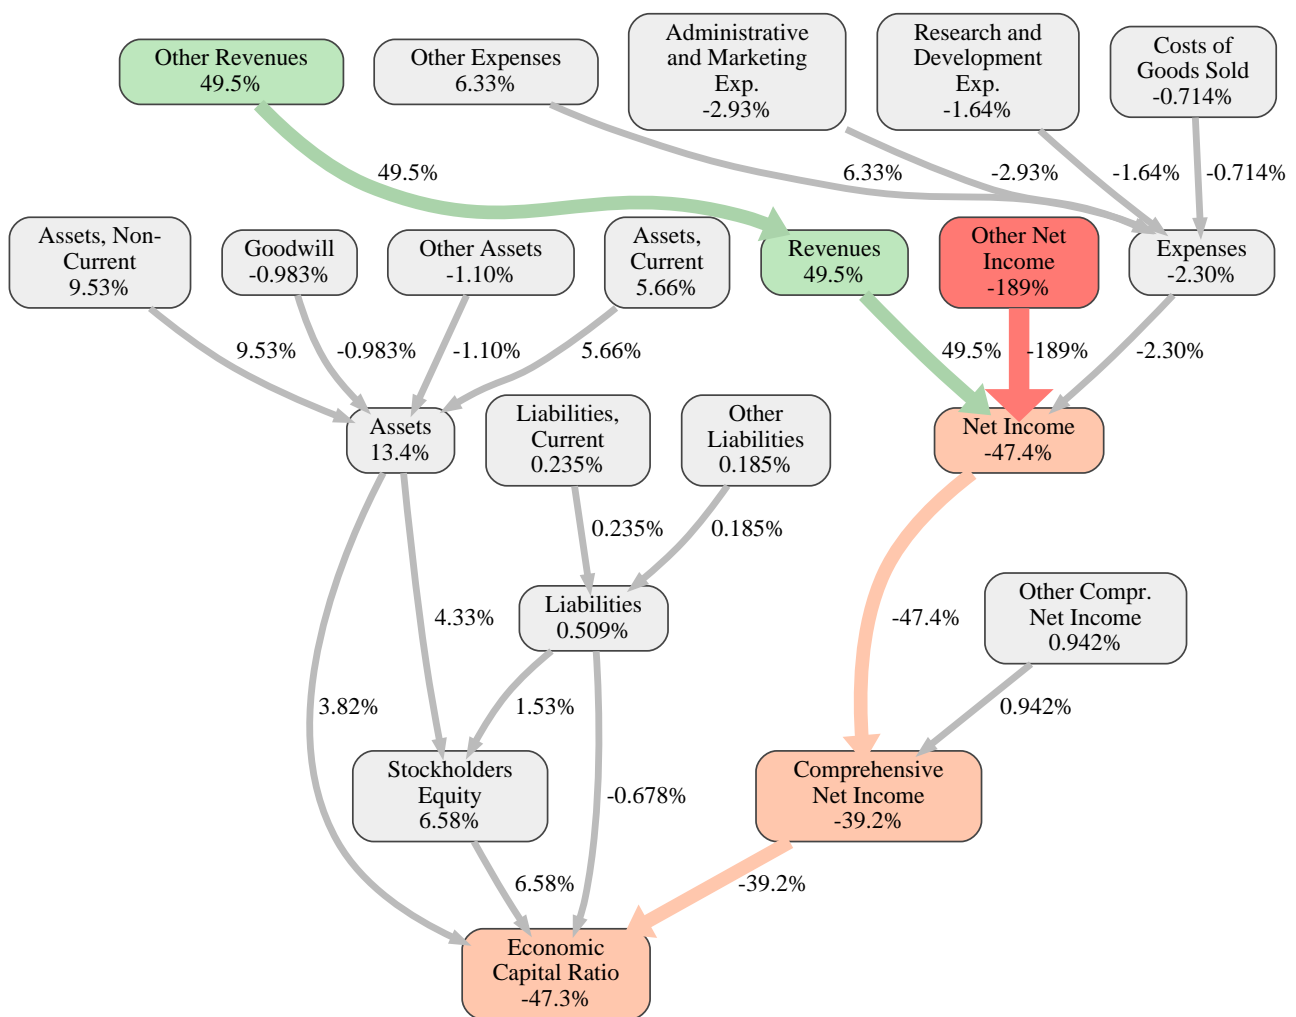 Other Revenues
49.5%
Other Expenses
6.33%
Administrative
and Marketing
Exp.
-2.93%
Research and
Development
Exp.
-1.64%
Costs of
Goods Sold
-0.714%
49.5%
6.33%
-2.93%
-1.64%
-0.714%
Assets, Non-
Current
9.53%
Goodwill
-0.983%
Other Assets
-1.10%
Assets,
Current
5.66%
Revenues
49.5%
Other Net
Income
-189%
Expenses
-2.30%
9.53%
-0.983%
-1.10%
5.66%
49.5%
-189%
-2.30%
Assets
13.4%
Liabilities,
Current
0.235%
Other
Liabilities
0.185%
Net Income
-47.4%
0.235%
0.185%
Liabilities
0.509%
Other Compr.
Net Income
0.942%
4.33%
-47.4%
3.82%
1.53%
0.942%
Stockholders
Equity
6.58%
-0.678%
Comprehensive
Net Income
-39.2%
6.58%
-39.2%
Economic
Capital Ratio
-47.3%